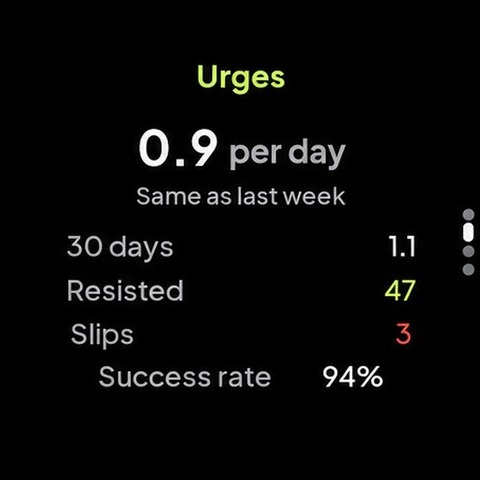 Urges
0.9 per day
Same as last week
30 days 1.1
Resisted 47
Slips 3
Success rate 94%